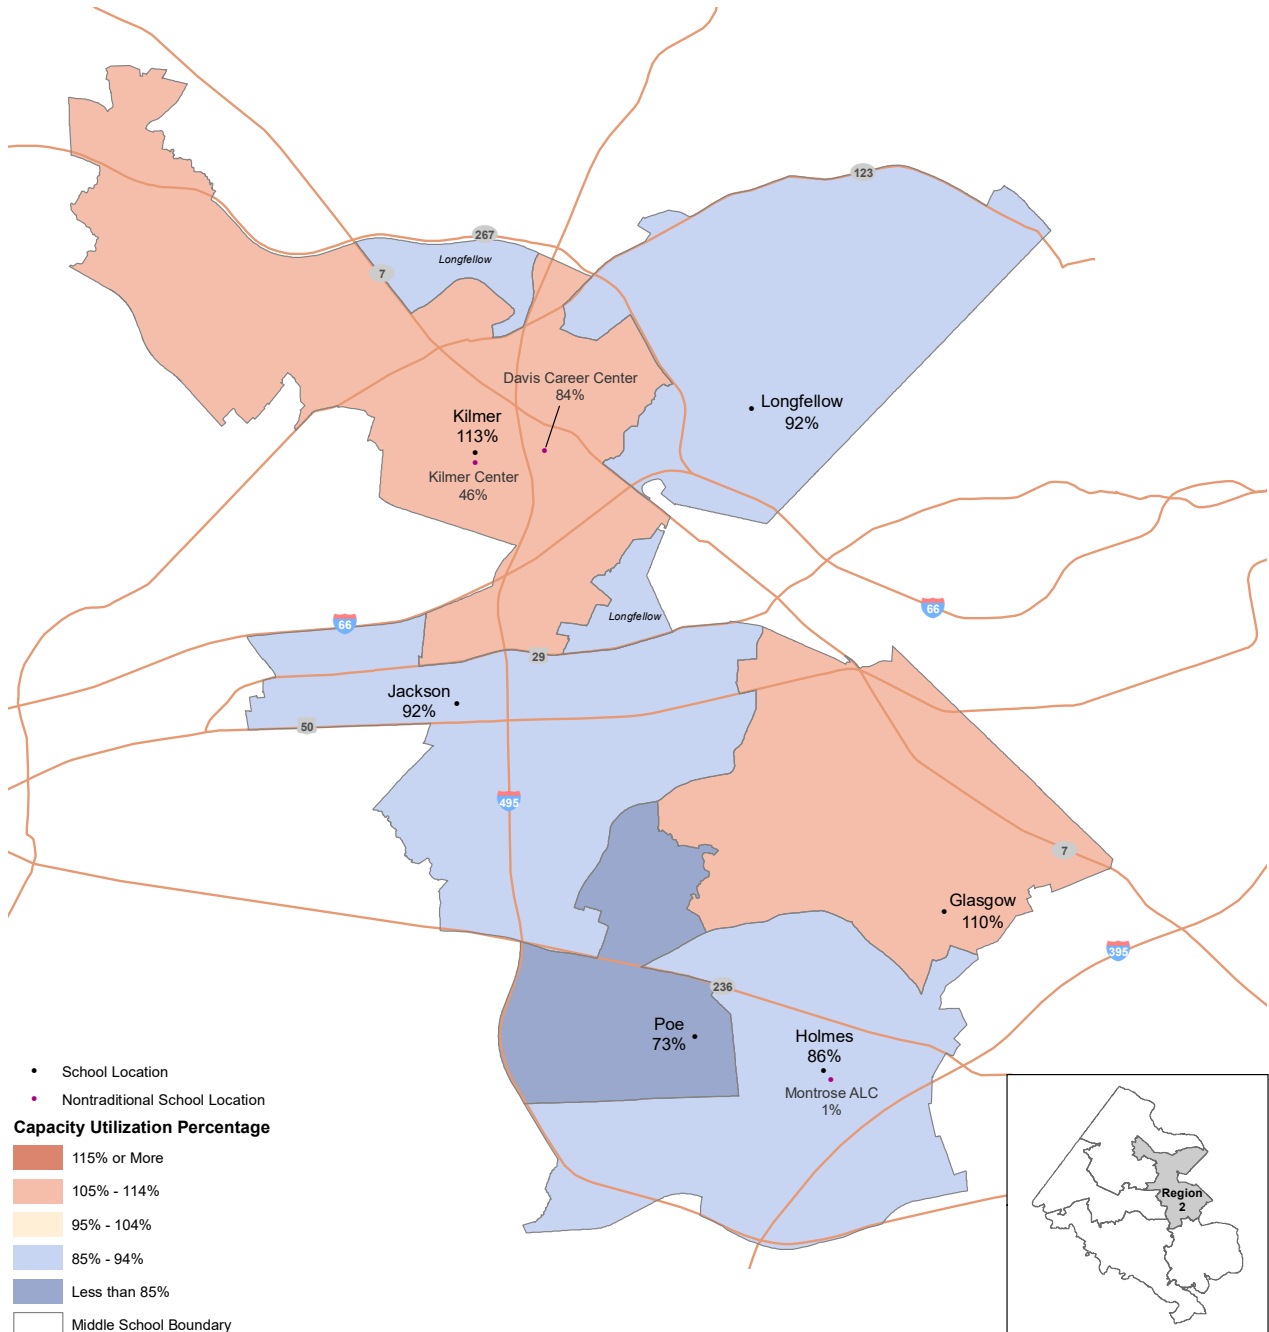 123
267
Longfellow
7
Davis Career Center
84%
Longfellow
92%
Kilmer
113%
Kilmer Center
46%
66
66
Longfellow
29
Jackson
92%
50
495
7
Glasgow
110%
395
236
Poe
73%
Holmes
86%
Montrose ALC
1%
School Location
Nontraditional School Location
Capacity Utilization Percentage
115% or More
105% - 114%
95% - 104%
85% - 94%
Less than 85%
Middle School Boundary
Region
2